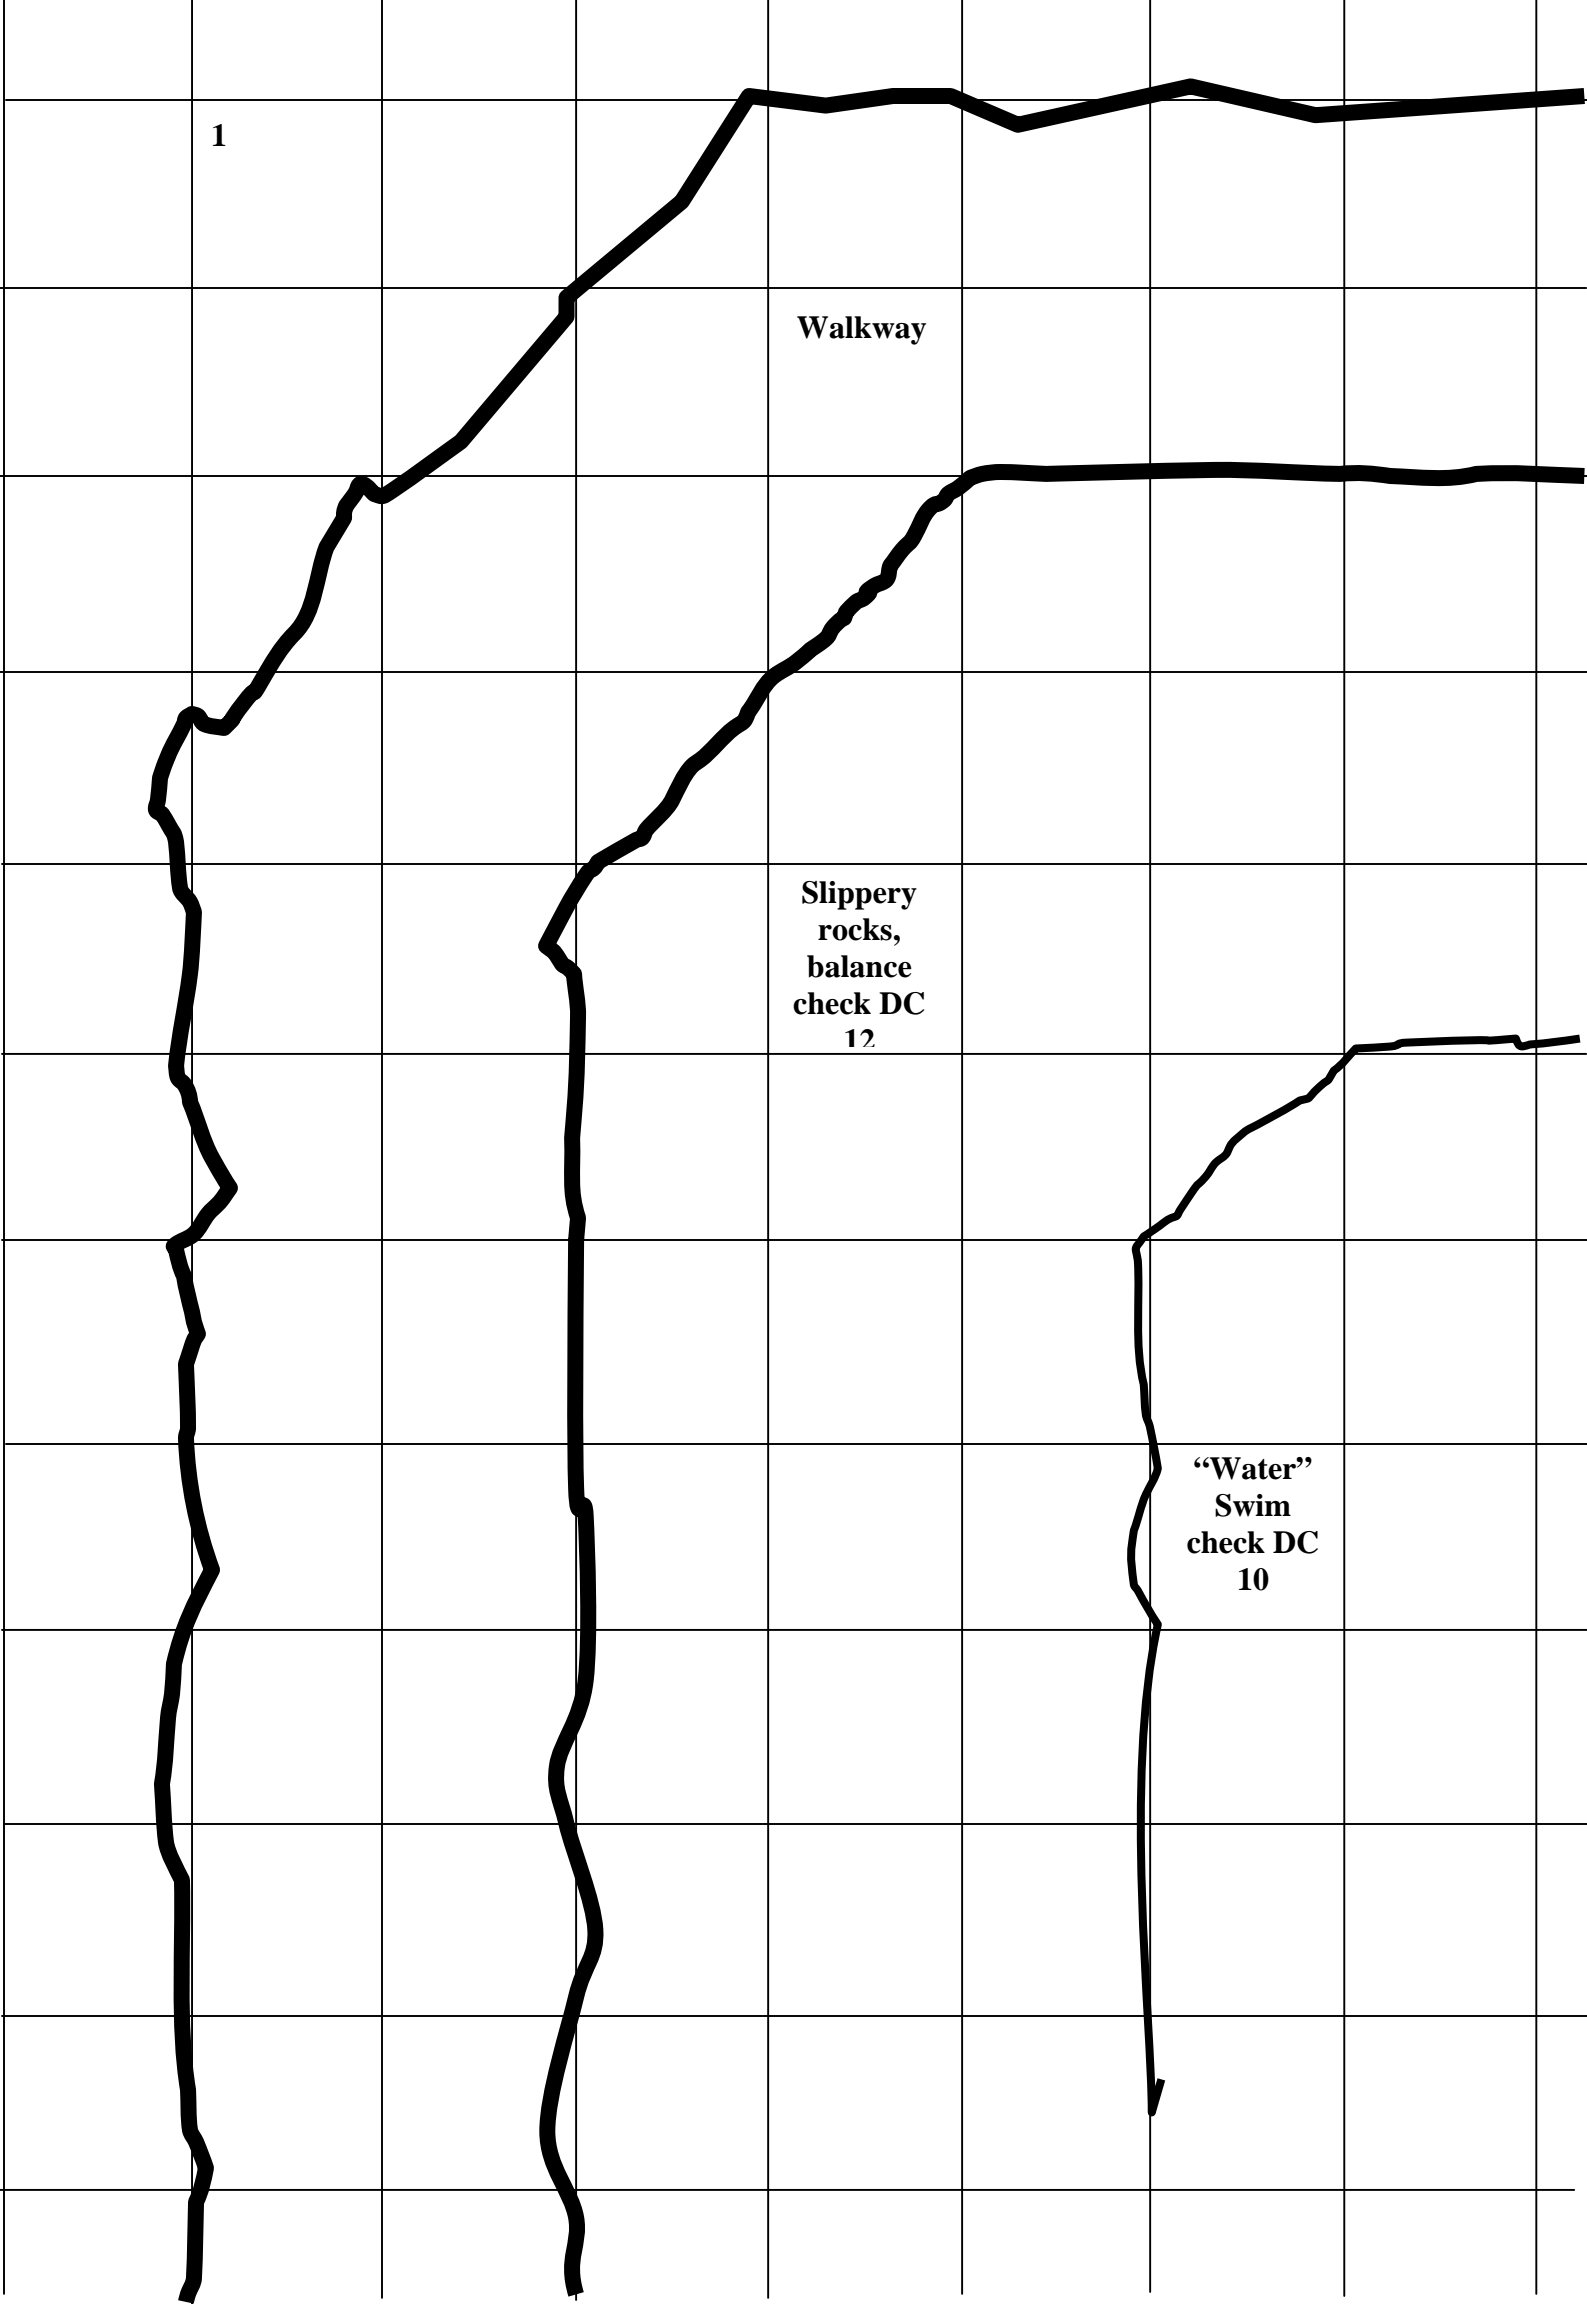 1
Walkway
Slippery
rocks,
balance
check DC
12
“Water”
Swim
check DC
10